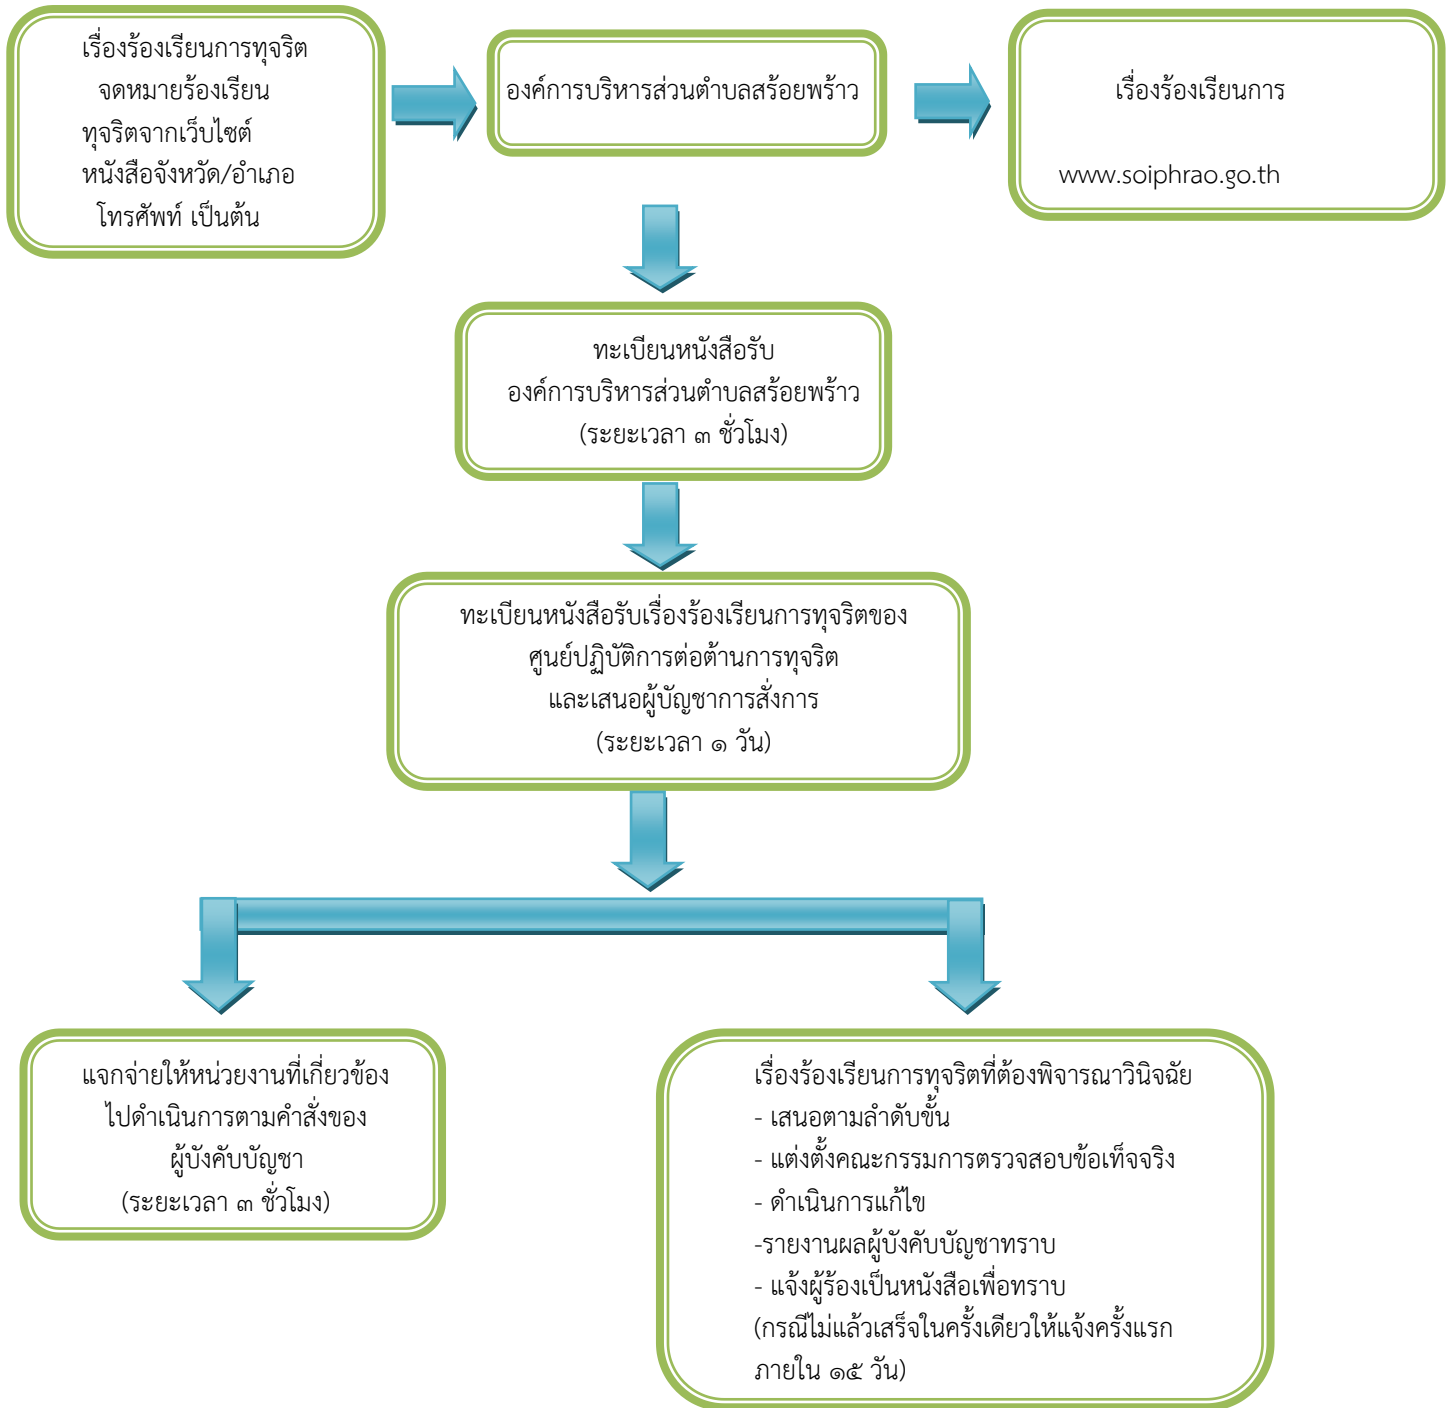 เรื่องร้องเรียนการทุจริต
จดหมายร้องเรียน
ทุจริตจากเว็บไซต์
หนังสือจังหวัด/อำเภอ
โทรศัพท์ เป็นต้น
องค์การบริหารส่วนตำบลสร้อยพร้าว
เรื่องร้องเรียนการ
www.soiphrao.go.th
ทะเบียนหนังสือรับ
องค์การบริหารส่วนตำบลสร้อยพร้าว
(ระยะเวลา ๓ ชั่วโมง)
ทะเบียนหนังสือรับเรื่องร้องเรียนการทุจริตของ
ศูนย์ปฏิบัติการต่อต้านการทุจริต
และเสนอผู้บัญชาการสั่งการ
(ระยะเวลา ๑ วัน)
แจกจ่ายให้หน่วยงานที่เกี่ยวข้อง
ไปดำเนินการตามคำสั่งของ
ผู้บังคับบัญชา
(ระยะเวลา ๓ ชั่วโมง)
เรื่องร้องเรียนการทุจริตที่ต้องพิจารณาวินิจฉัย
- เสนอตามลำดับขั้น
- แต่งตั้งคณะกรรมการตรวจสอบข้อเท็จจริง
- ดำเนินการแก้ไข
-รายงานผลผู้บังคับบัญชาทราบ
- แจ้งผู้ร้องเป็นหนังสือเพื่อทราบ
(กรณีไม่แล้วเสร็จในครั้งเดียวให้แจ้งครั้งแรก
ภายใน ๑๕ วัน)